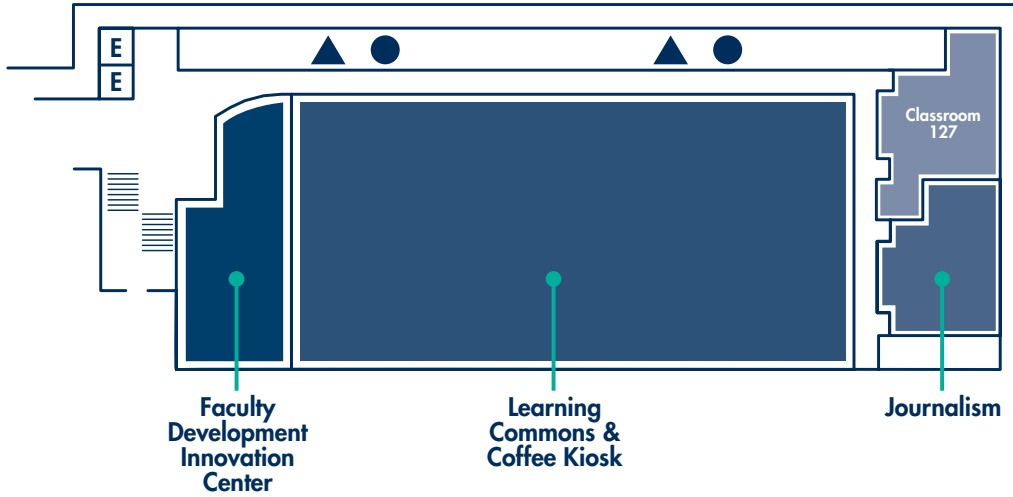 E
E
Classroom
127
Faculty
Development
Innovation
Center
Learning
Commons &
Coffee Kiosk
Journalism